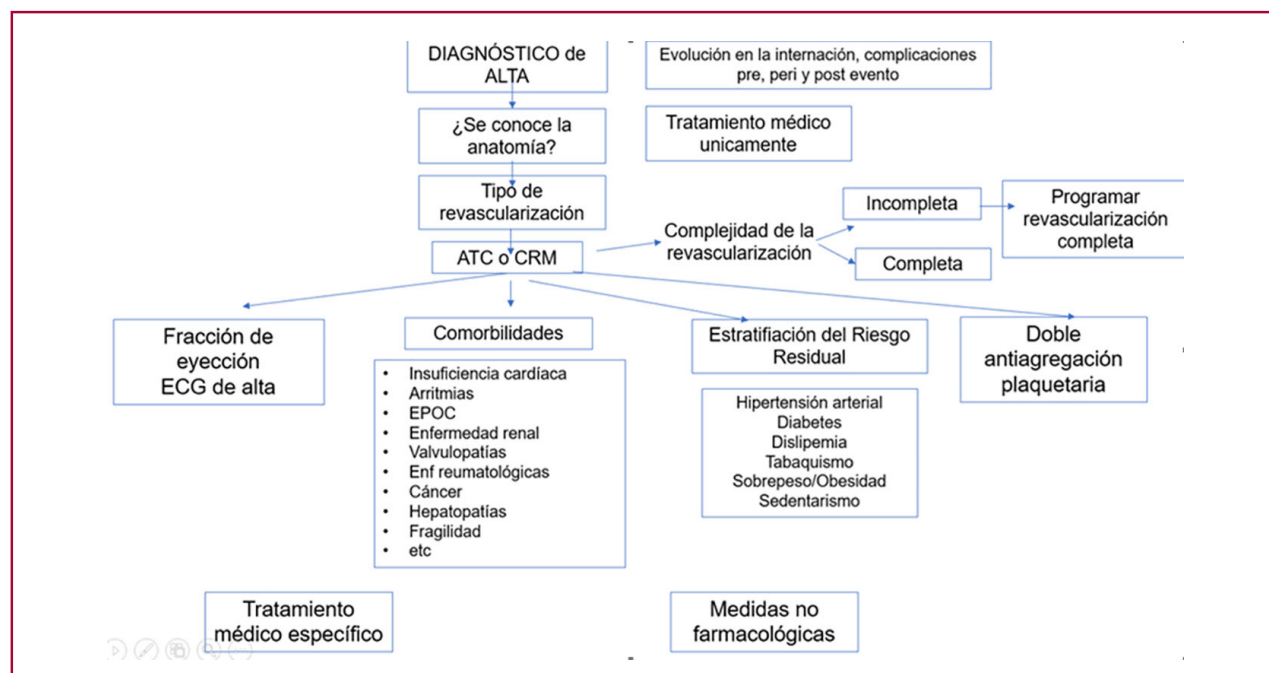 DIAGNÓSTICO de
ALTA
Evolución en la internación, complicaciones
pre, peri y post evento
¿Se conoce la
anatomía?
Tratamiento médico
unicamente
Tipo de
revascularización
Complejidad de la
revascularización
Incompleta
Programar
revascularización
completa
ATC o CRM
Completa
Fracción de
eyección
ECG de alta
Comorbilidades
• Insuficiencia cardíaca
• Arritmias
• EPOC
• Enfermedad renal
• Valvulopatías
• Enf reumatológicas
• Cáncer
• Hepatopatías
• Fragilidad
• etc
Estratifiación del Riesgo
Residual
Hipertensión arterial
Diabetes
Dislipemia
Tabaquismo
Sobrepeso/Obesidad
Sedentarismo
Doble
antiagregación
plaquetaria
Tratamiento
médico específico
Medidas no
farmacológicas